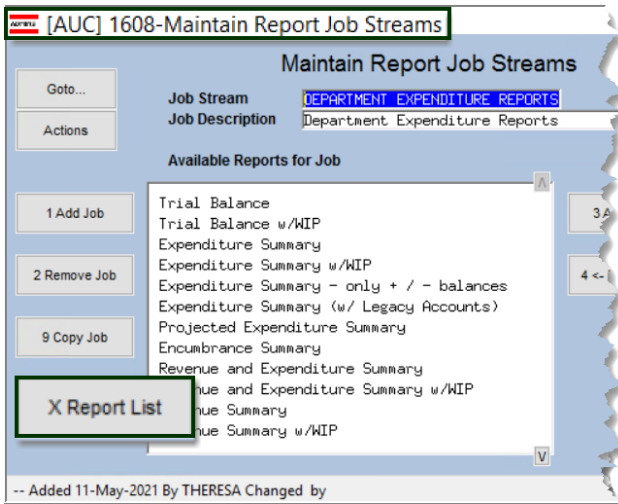 [AUC] 1608-Maintain Report Job Streams
Maintain Report Job Streams
Goto...
Actions
Job Stream DEPARTMENT EXPENDITURE REPORTS
Job Description Department Expenditure Reports
Available Reports for Job
1 Add Job
2 Remove Job
9 Copy Job
X Report List
Trial Balance
Trial Balance w/WIP
Expenditure Summary
Expenditure Summary w/WIP
Expenditure Summary - only + / - balances
Expenditure Summary (w/ Legacy Accounts)
Projected Expenditure Summary
Encumbrance Summary
Revenue and Expenditure Summary
nue and Expenditure Summary w/WIP
nue Summary
nue Summary w/WIP
3 A
4 <-
-- Added 11-May-2021 By THERESA Changed by